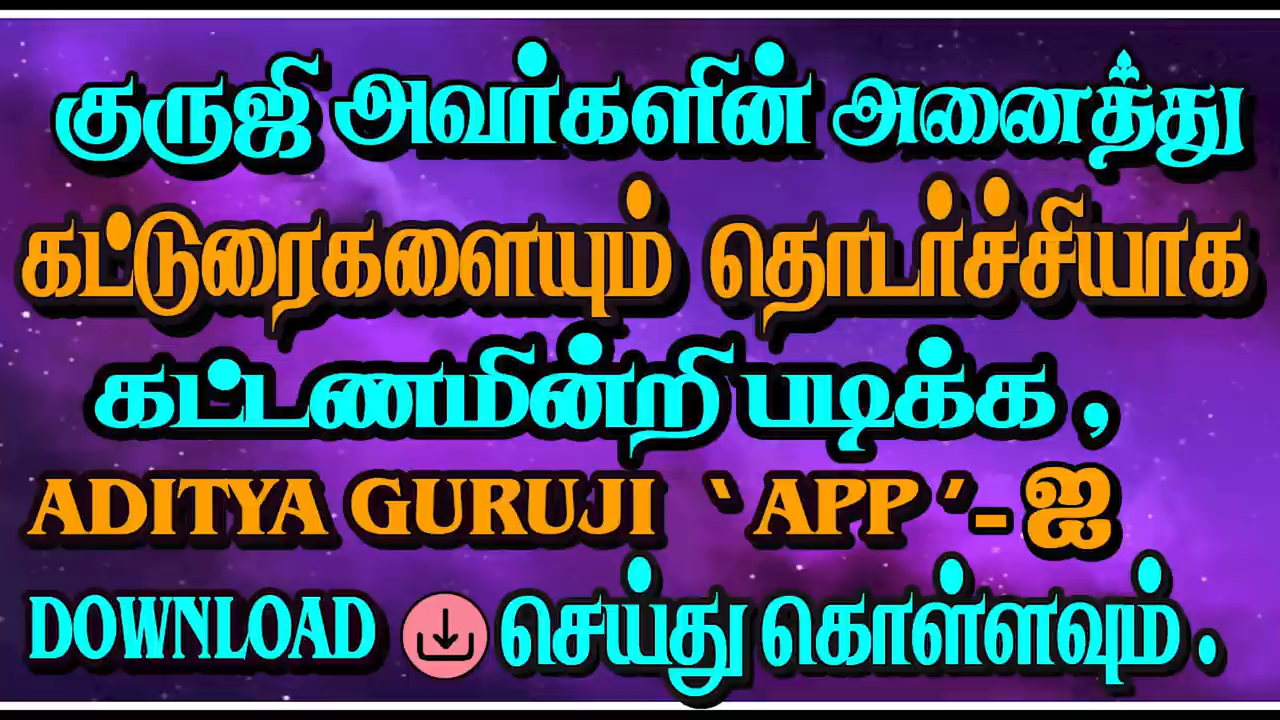 குருஜி அவர்களின் அனைத்து
கட்டுரைகளையும் தொடர்ச்சியாக
கட்டணமின்றி படிக்க ,
ADITYA GURUJI ‘ APP ’-ஐ
DOWNLOAD செய்து கொள்ளவும் .